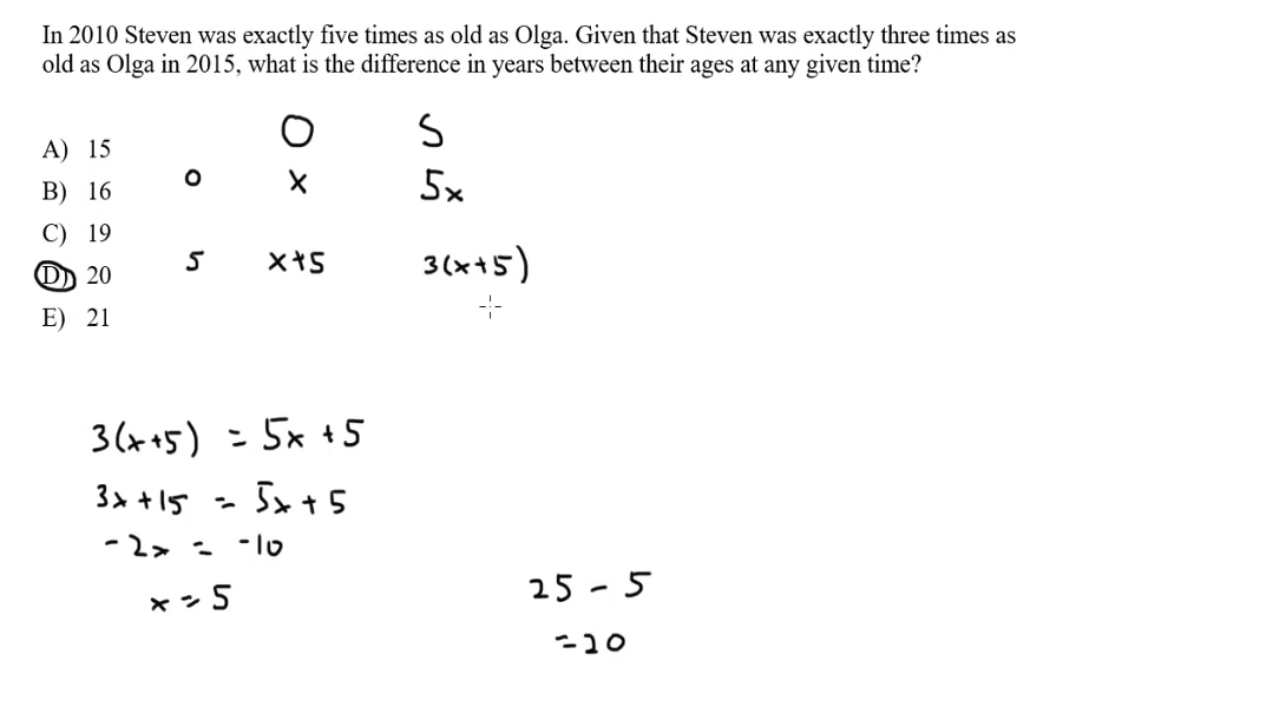 In 2010 Steven was exactly five times as old as Olga. Given that Steven was exactly three times as
old as Olga in 2015, what is the difference in years between their ages at any given time?
O S
A) 15
0 x 5x
B) 16
C) 19
5 x+5 3(x+5)
D) 20
E) 21
3(x+5) = 5x +5
3x +15 = 5x + 5
-2x = -10
x = 5
25 - 5
=20